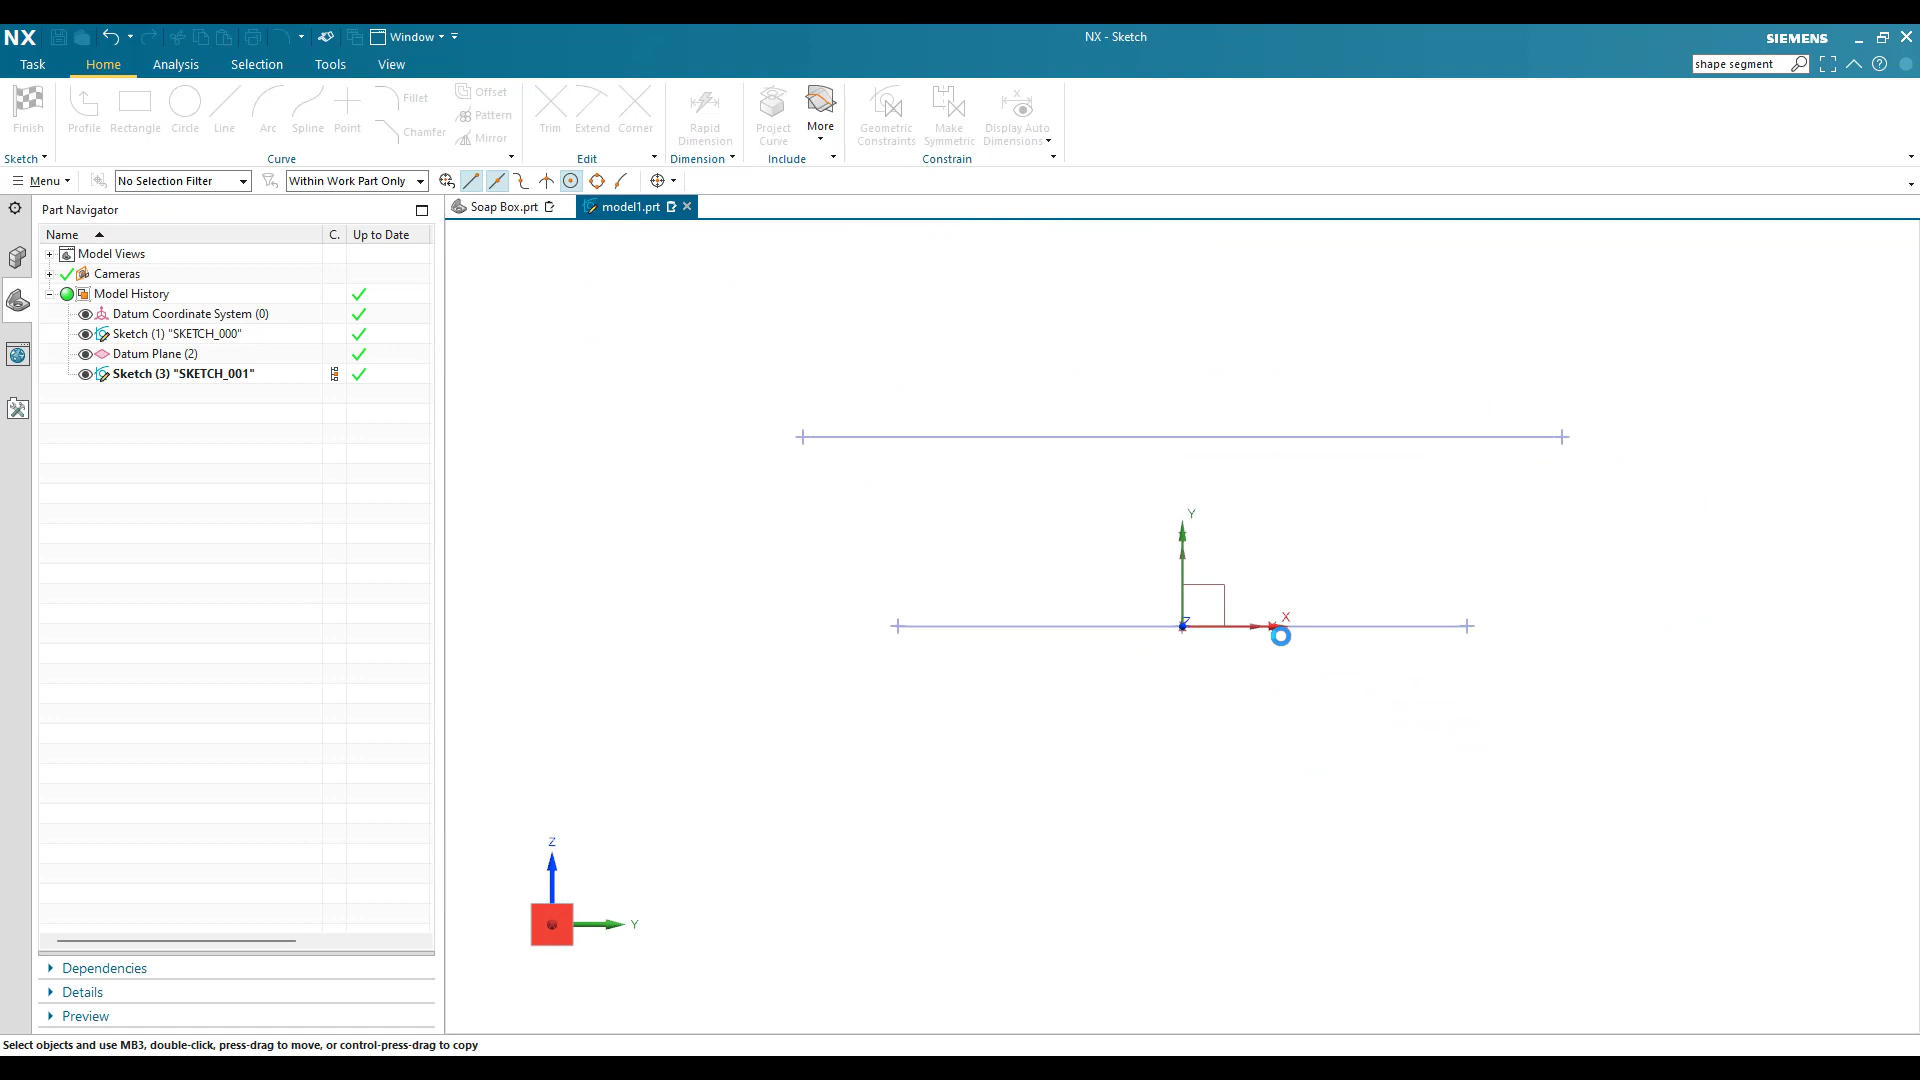 NX Window NX - Sketch SIEMENS
Task Home Analysis Selection Tools View shape segment
Finish Profile Rectangle Circle Line Arc Spline Point Fillet Chamfer Offset Pattern Mirror Trim Extend Corner Rapid Dimension Project Curve More Geometric Constraints Make Symmetric Display Auto Dimensions
Sketch Curve Edit Dimension Include Constrain
Menu No Selection Filter Within Work Part Only
Part Navigator Soap Box.prt model1.prt
Name C. Up to Date
Model Views
Cameras
Model History
Datum Coordinate System (0)
Sketch (1) "SKETCH_000"
Datum Plane (2)
Sketch (3) "SKETCH_001"
Y
X
Z
Z
Y
Dependencies
Details
Preview
Select objects and use MB3, double-click, press-drag to move, or control-press-drag to copy